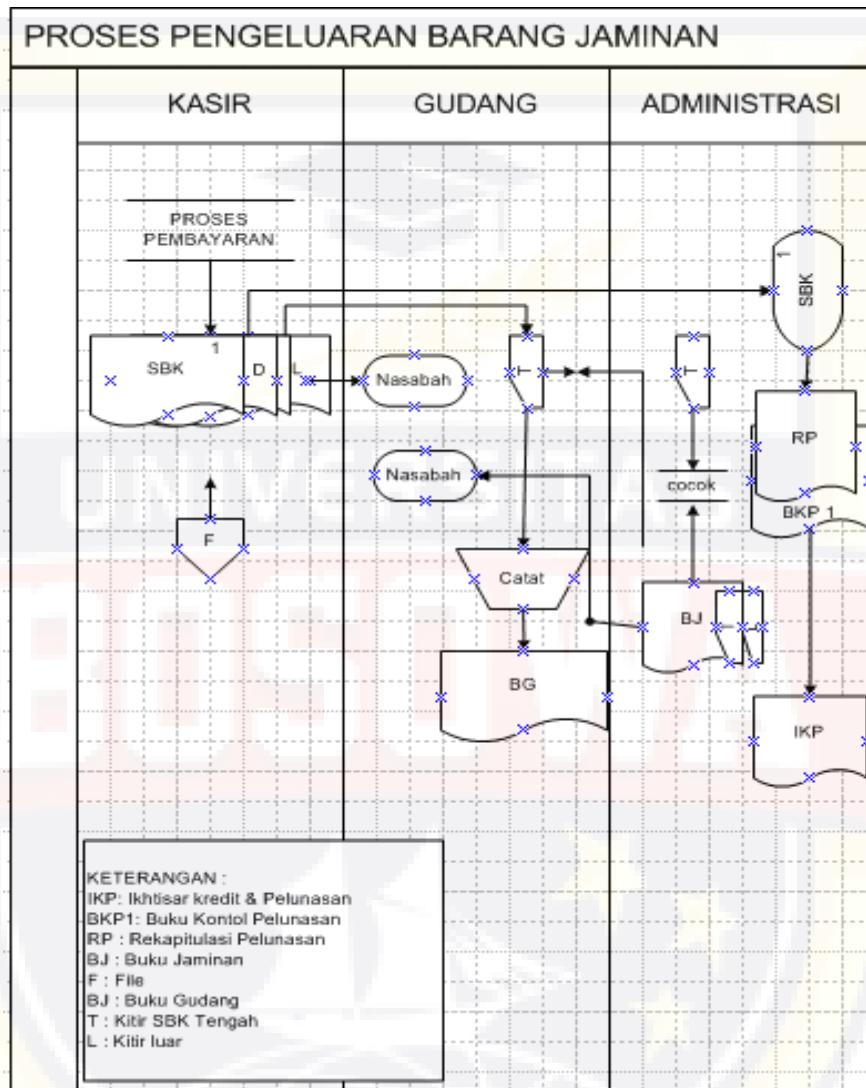 PROSES PENGELUARAN BARANG JAMINAN
KASIR
GUDANG
ADMINISTRASI
PROSES
PEMBAYARAN
SBK
1
D
L
Nasabah
T
T
1
SBK
RP
BKP 1
Nasabah
cocok
F
Catat
BJ
BG
IKP
UNIVERSITAS
BOSOWA
KETERANGAN :
IKP: Ikhtisar kredit & Pelunasan
BKP1: Buku Kontol Pelunasan
RP : Rekapitulasi Pelunasan
BJ : Buku Jaminan
F : File
BJ : Buku Gudang
T : Kitir SBK Tengah
L : Kitir luar